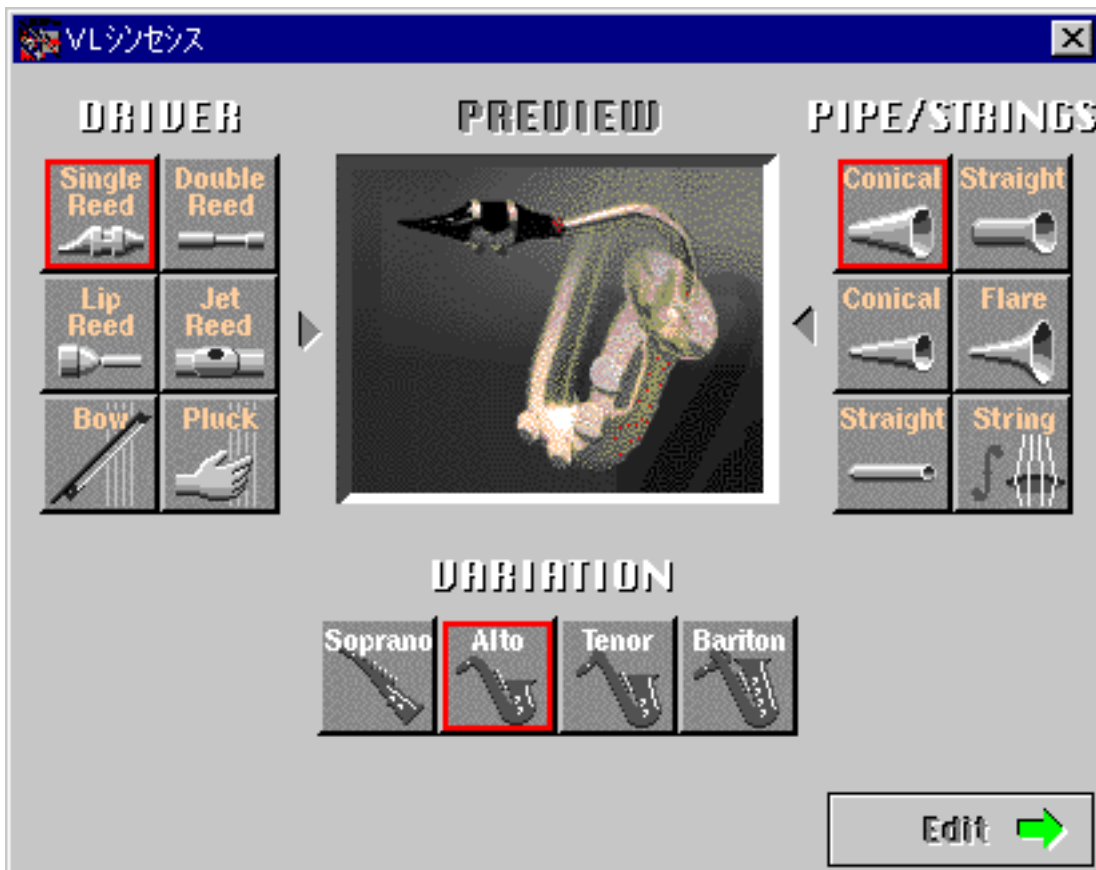 VLシンセシス
DRIVER
PREVIEW
PIPE/STRINGS
Single
Reed
Double
Reed
Lip
Reed
Jet
Reed
Bow
Pluck
Conical
Straight
Conical
Flare
Straight
String
VARIATION
Soprano
Alto
Tenor
Bariton
Edit